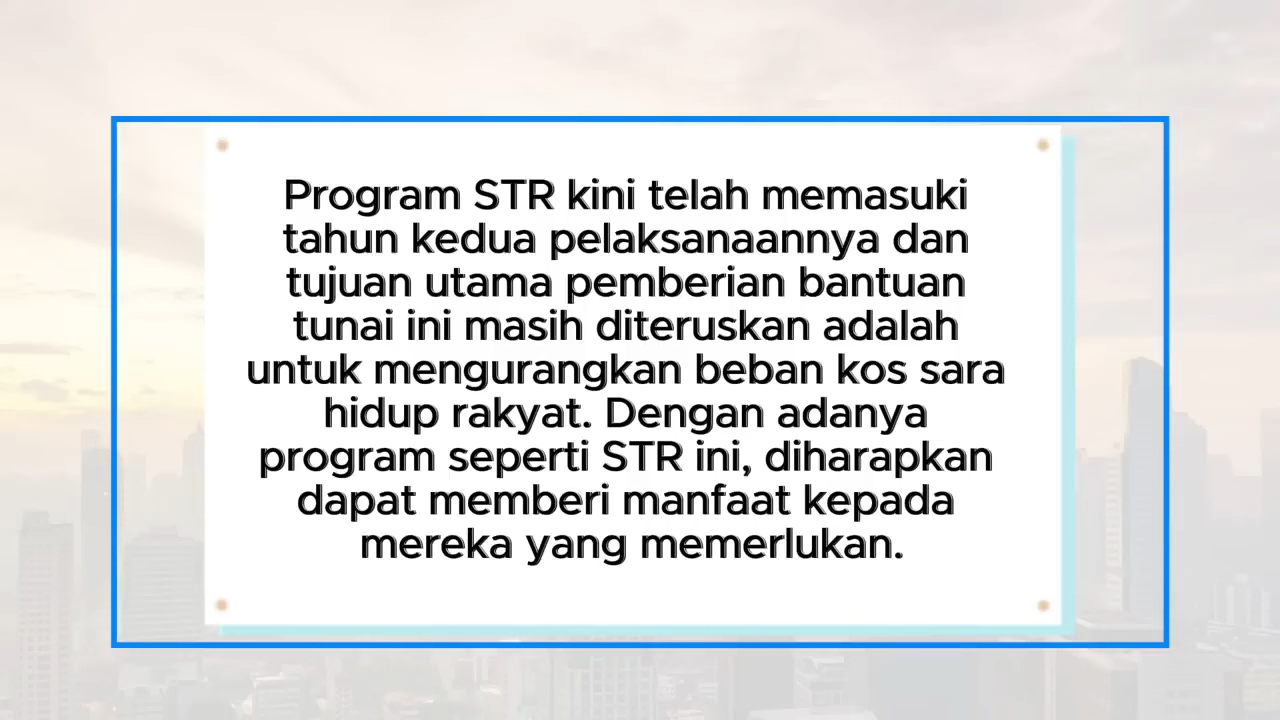 Program STR kini telah memasuki
tahun kedua pelaksanaannya dan
tujuan utama pemberian bantuan
tunai ini masih diteruskan adalah
untuk mengurangkan beban kos sara
hidup rakyat. Dengan adanya
program seperti STR ini, diharapkan
dapat memberi manfaat kepada
mereka yang memerlukan.